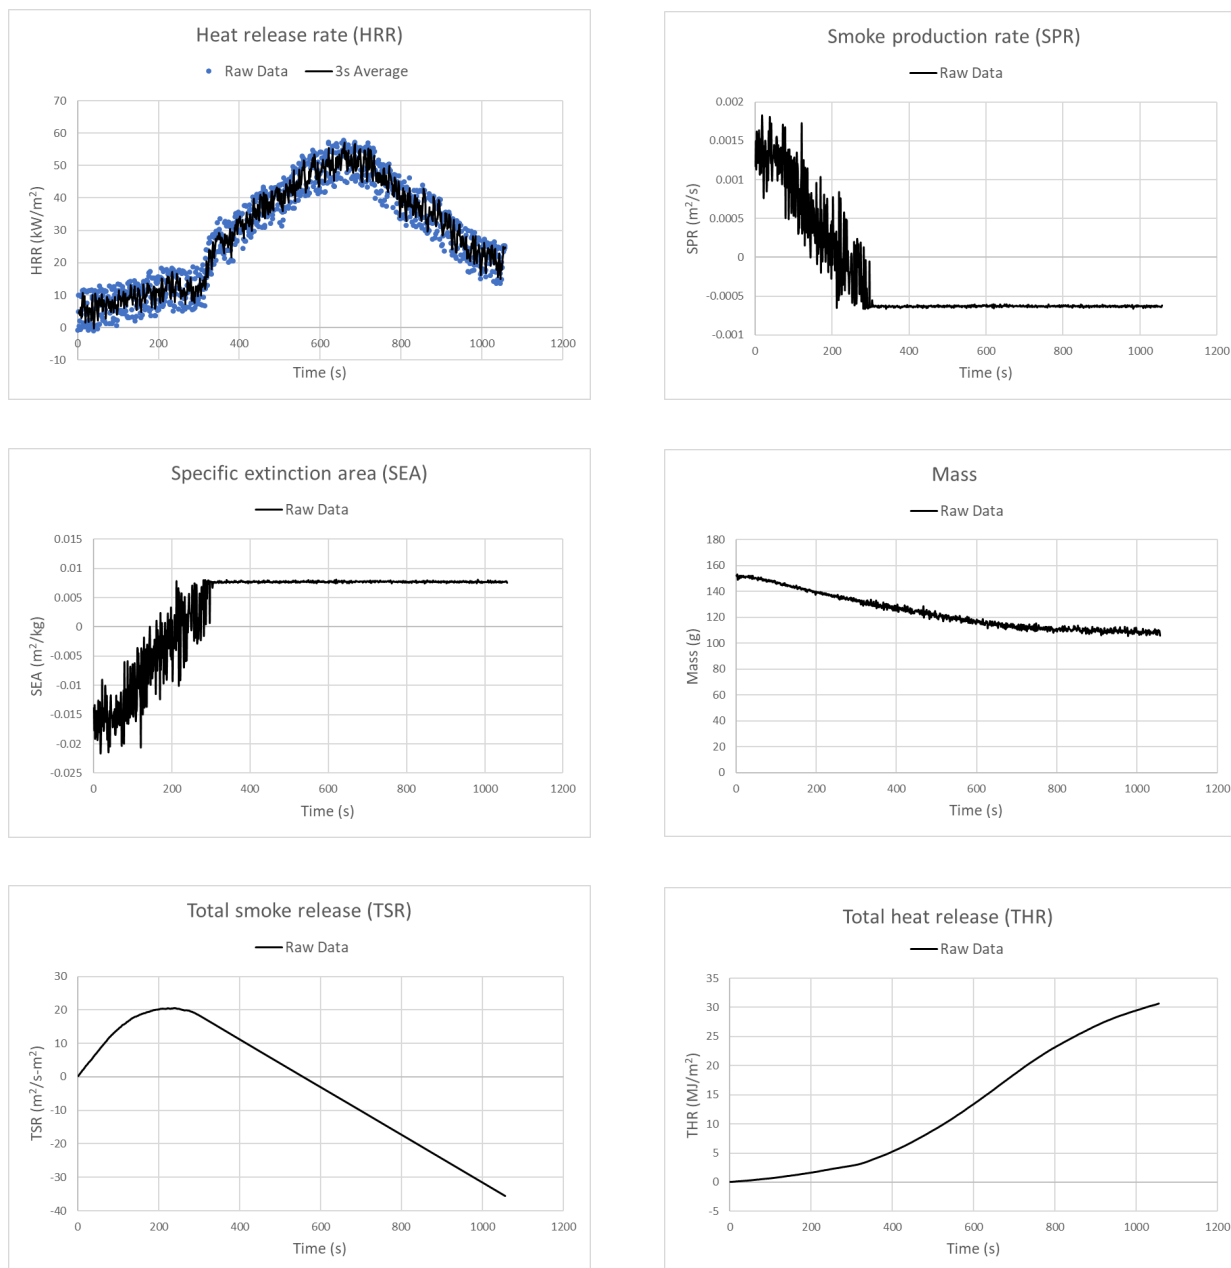 Heat release rate (HRR)
Raw Data 3s Average
70
60
50
40
30
20
10
0
-10
0 200 400 600 800 1000 1200
HRR (kW/m²)
Time (s)
Smoke production rate (SPR)
Raw Data
0.002
0.0015
0.001
0.0005
0
-0.0005
-0.001
0 200 400 600 800 1000 1200
SPR (m²/s)
Time (s)
Specific extinction area (SEA)
Raw Data
0.015
0.01
0.005
0
-0.005
-0.01
-0.015
-0.02
-0.025
0 200 400 600 800 1000 1200
SEA (m²/kg)
Time (s)
Mass
Raw Data
180
160
140
120
100
80
60
40
20
0
0 200 400 600 800 1000 1200
Mass (g)
Time (s)
Total smoke release (TSR)
Raw Data
30
20
10
0
-10
-20
-30
-40
0 200 400 600 800 1000 1200
TSR (m²/s-m²)
Time (s)
Total heat release (THR)
Raw Data
35
30
25
20
15
10
5
0
-5
0 200 400 600 800 1000 1200
THR (MJ/m²)
Time (s)